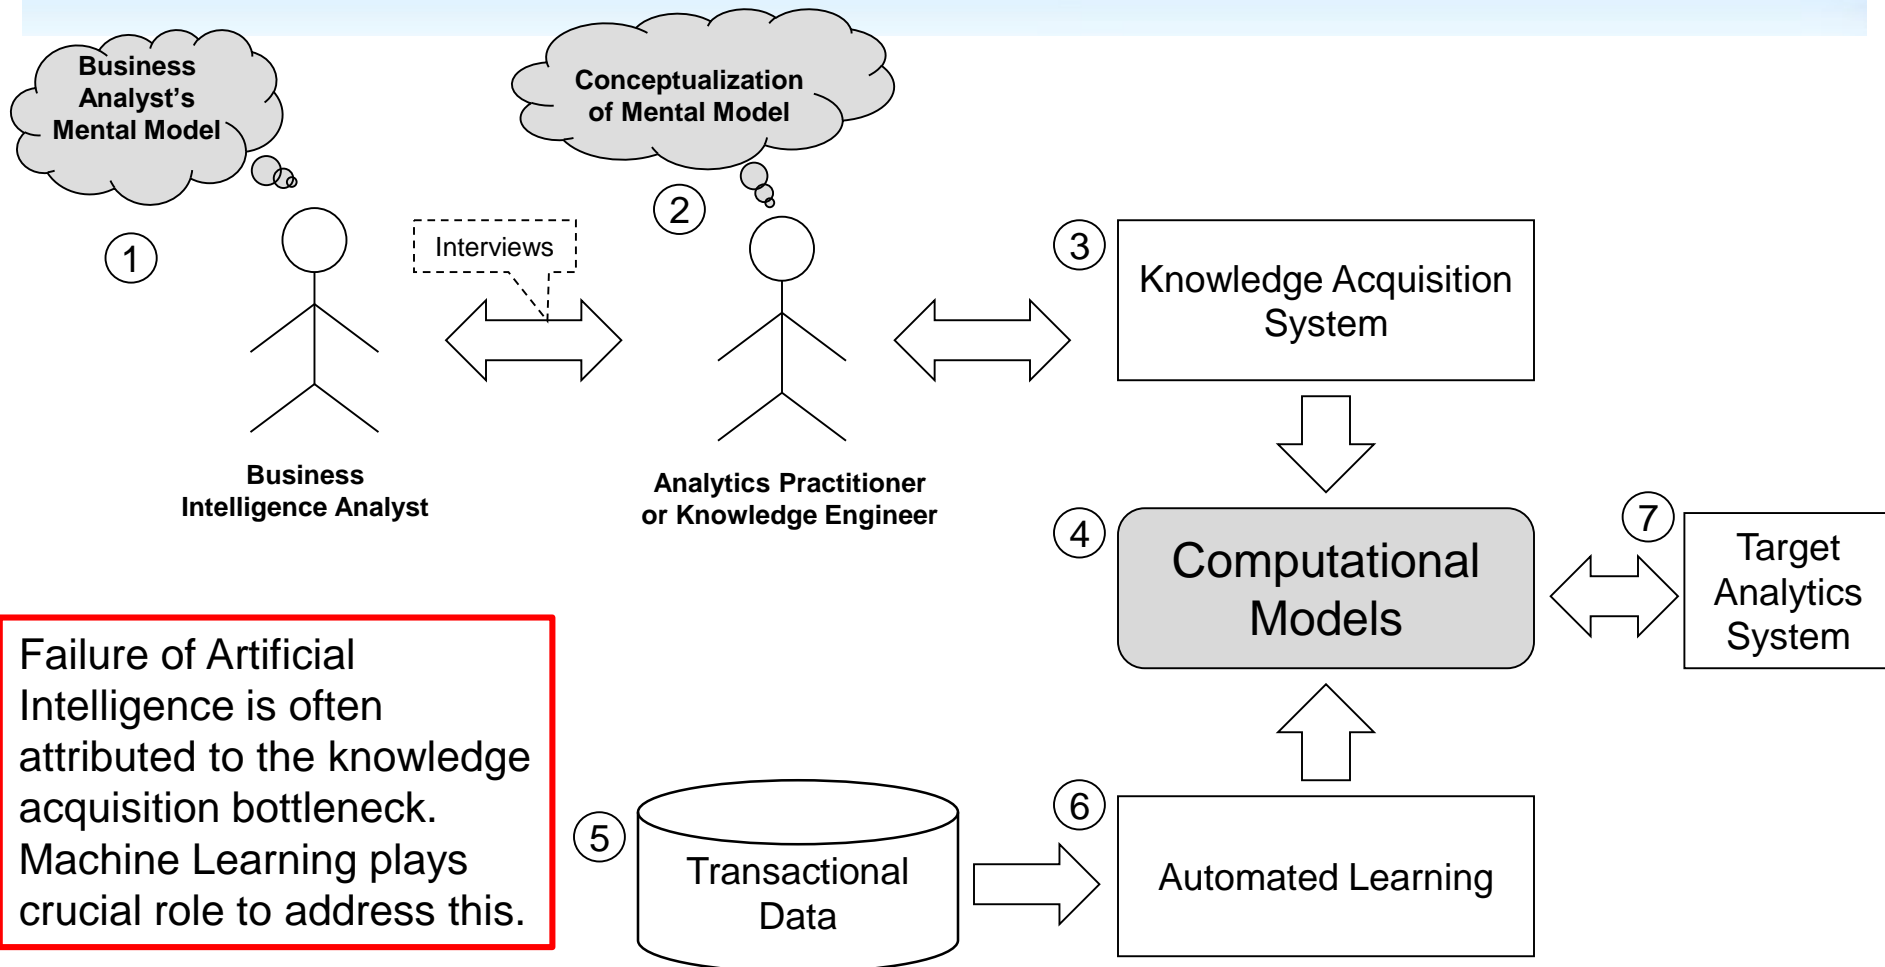 Business
Analyst's
Mental Model
Conceptualization
of Mental Model
1
Interviews
2
3
Knowledge Acquisition
System
Business
Intelligence Analyst
Analytics Practitioner
or Knowledge Engineer
4
Computational
Models
7
Target
Analytics
System
Failure of Artificial
Intelligence is often
attributed to the knowledge
acquisition bottleneck.
Machine Learning plays
crucial role to address this.
5
Transactional
Data
6
Automated Learning